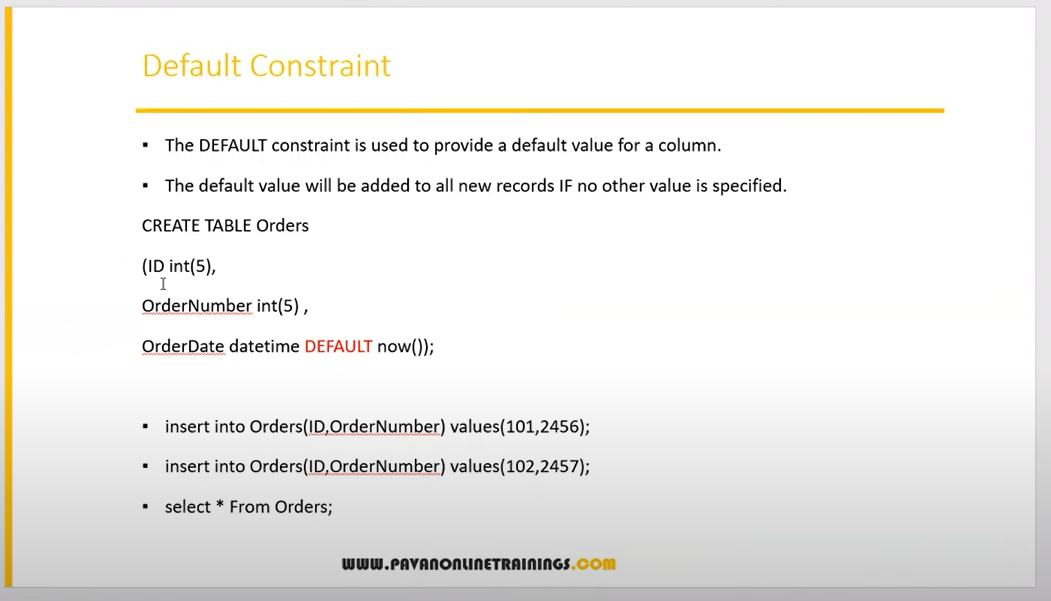 Default Constraint
▪ The DEFAULT constraint is used to provide a default value for a column.
▪ The default value will be added to all new records IF no other value is specified.
CREATE TABLE Orders
(ID int(5),
OrderNumber int(5) ,
OrderDate datetime DEFAULT now());
▪ insert into Orders(ID,OrderNumber) values(101,2456);
▪ insert into Orders(ID,OrderNumber) values(102,2457);
▪ select * From Orders;
www.PAVANONLINETRAININGS.COM